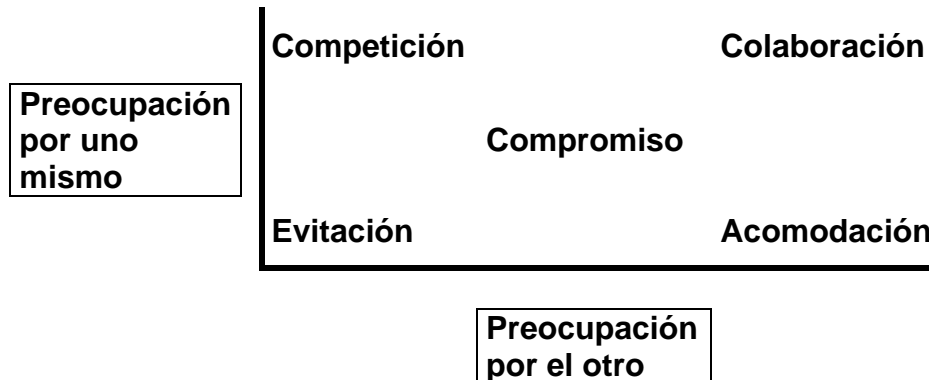 Competición Colaboración
Preocupación
por uno
mismo
Compromiso
Evitación Acomodación
Preocupación
por el otro